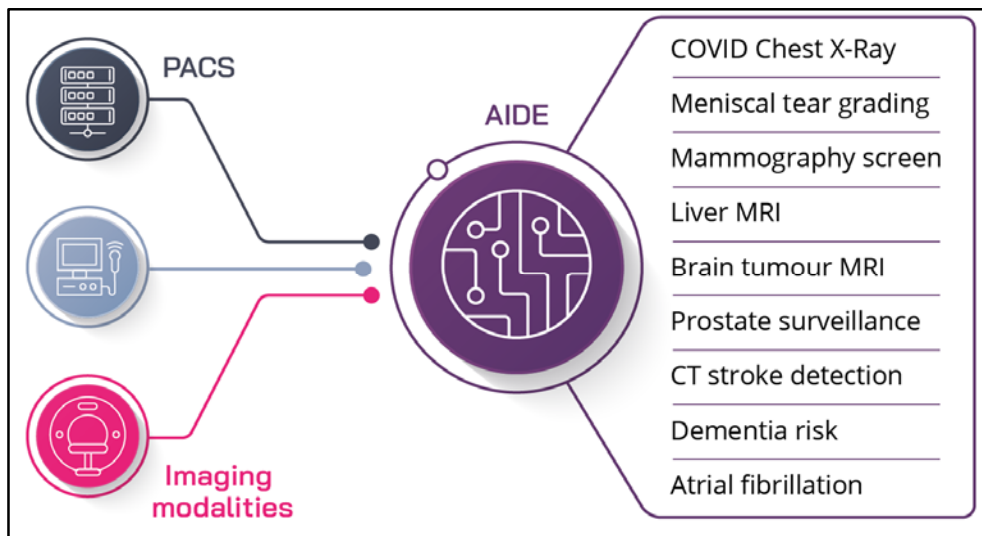 PACS
AIDE
Imaging
modalities
COVID Chest X-Ray
Meniscal tear grading
Mammography screen
Liver MRI
Brain tumour MRI
Prostate surveillance
CT stroke detection
Dementia risk
Atrial fibrillation